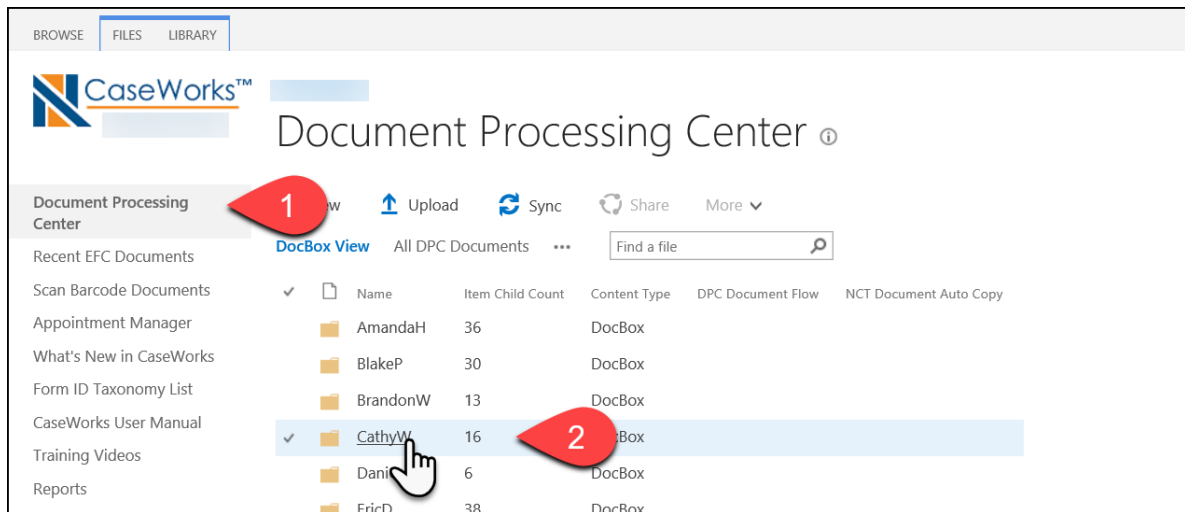 BROWSE FILES LIBRARY
CaseWorks™
Document Processing Center
Document Processing
Center
Recent EFC Documents
Scan Barcode Documents
Appointment Manager
What's New in CaseWorks
Form ID Taxonomy List
CaseWorks User Manual
Training Videos
Reports
1
Upload Sync Share More
DocBox View All DPC Documents ••• Find a file
Name Item Child Count Content Type DPC Document Flow NCT Document Auto Copy
AmandaH 36 DocBox
BlakeP 30 DocBox
BrandonW 13 DocBox
CathyW 16 2 Box
Dani 6 DocBox
EricD 38 DocBox